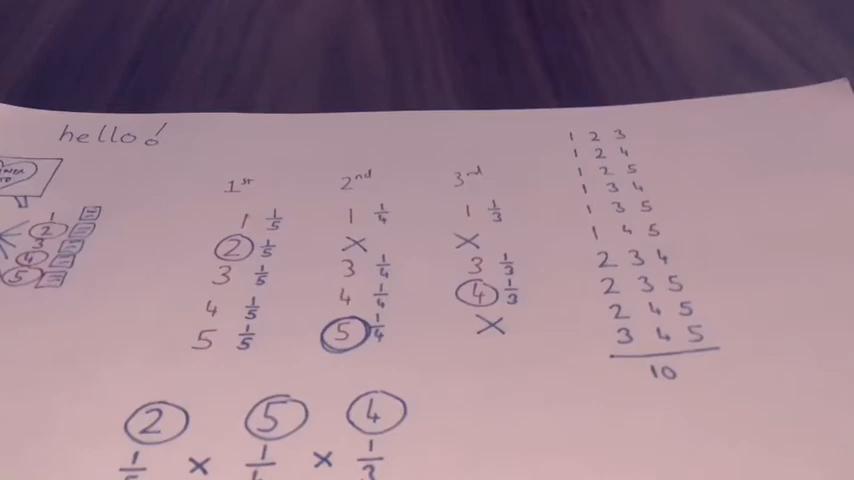 hello!
1st 2nd 3rd
1 1/5 1 1/4 1 1/3
2 1/5 X X
3 1/5 3 1/4 3 1/3
4 1/5 4 1/4 4 1/3
5 1/5 5 1/4 X
1
2
3
4
5
1 2 3
1 2 4
1 2 5
1 3 4
1 3 5
1 4 5
2 3 4
2 3 5
2 4 5
3 4 5
10
2 5 4
1/5 × 1/4 × 1/3